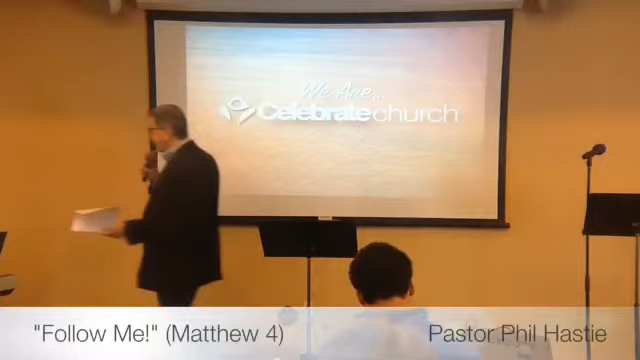 We Are...
Celebratechurch
"Follow Me!" (Matthew 4)
Pastor Phil Hastie